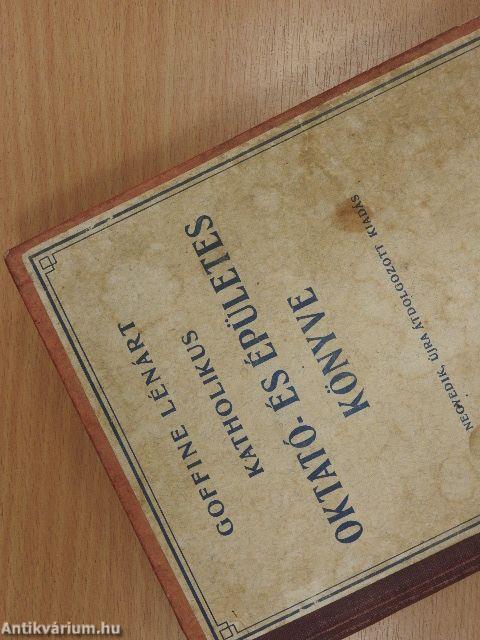 GOFFINE LÉNÁRT
KATHOLIKUS
OKTATÓ- ÉS ÉPÜLETES
KÖNYVE
NEGYEDIK, ÚJRA ÁTDOLGOZOTT KIADÁS
Antikvárium.hu